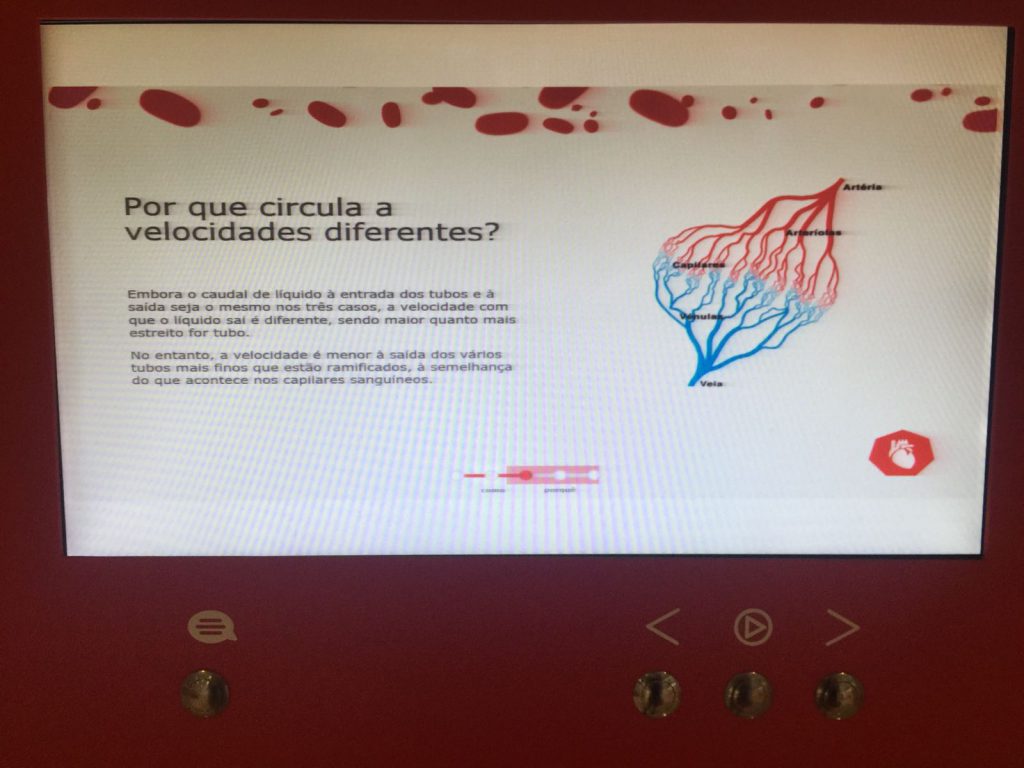 Por que circula a
velocidades diferentes?
Embora o caudal de líquido à entrada dos tubos e à
saída seja o mesmo nos três casos, a velocidade com
que o líquido sai é diferente, sendo maior quanto mais
estreito for tubo.
No entanto, a velocidade é menor à saída dos vários
tubos mais finos que estão ramificados, à semelhança
do que acontece nos capilares sanguíneos.
Artéria
Arteríolas
Capilares
Vénulas
Veia
como
porquê